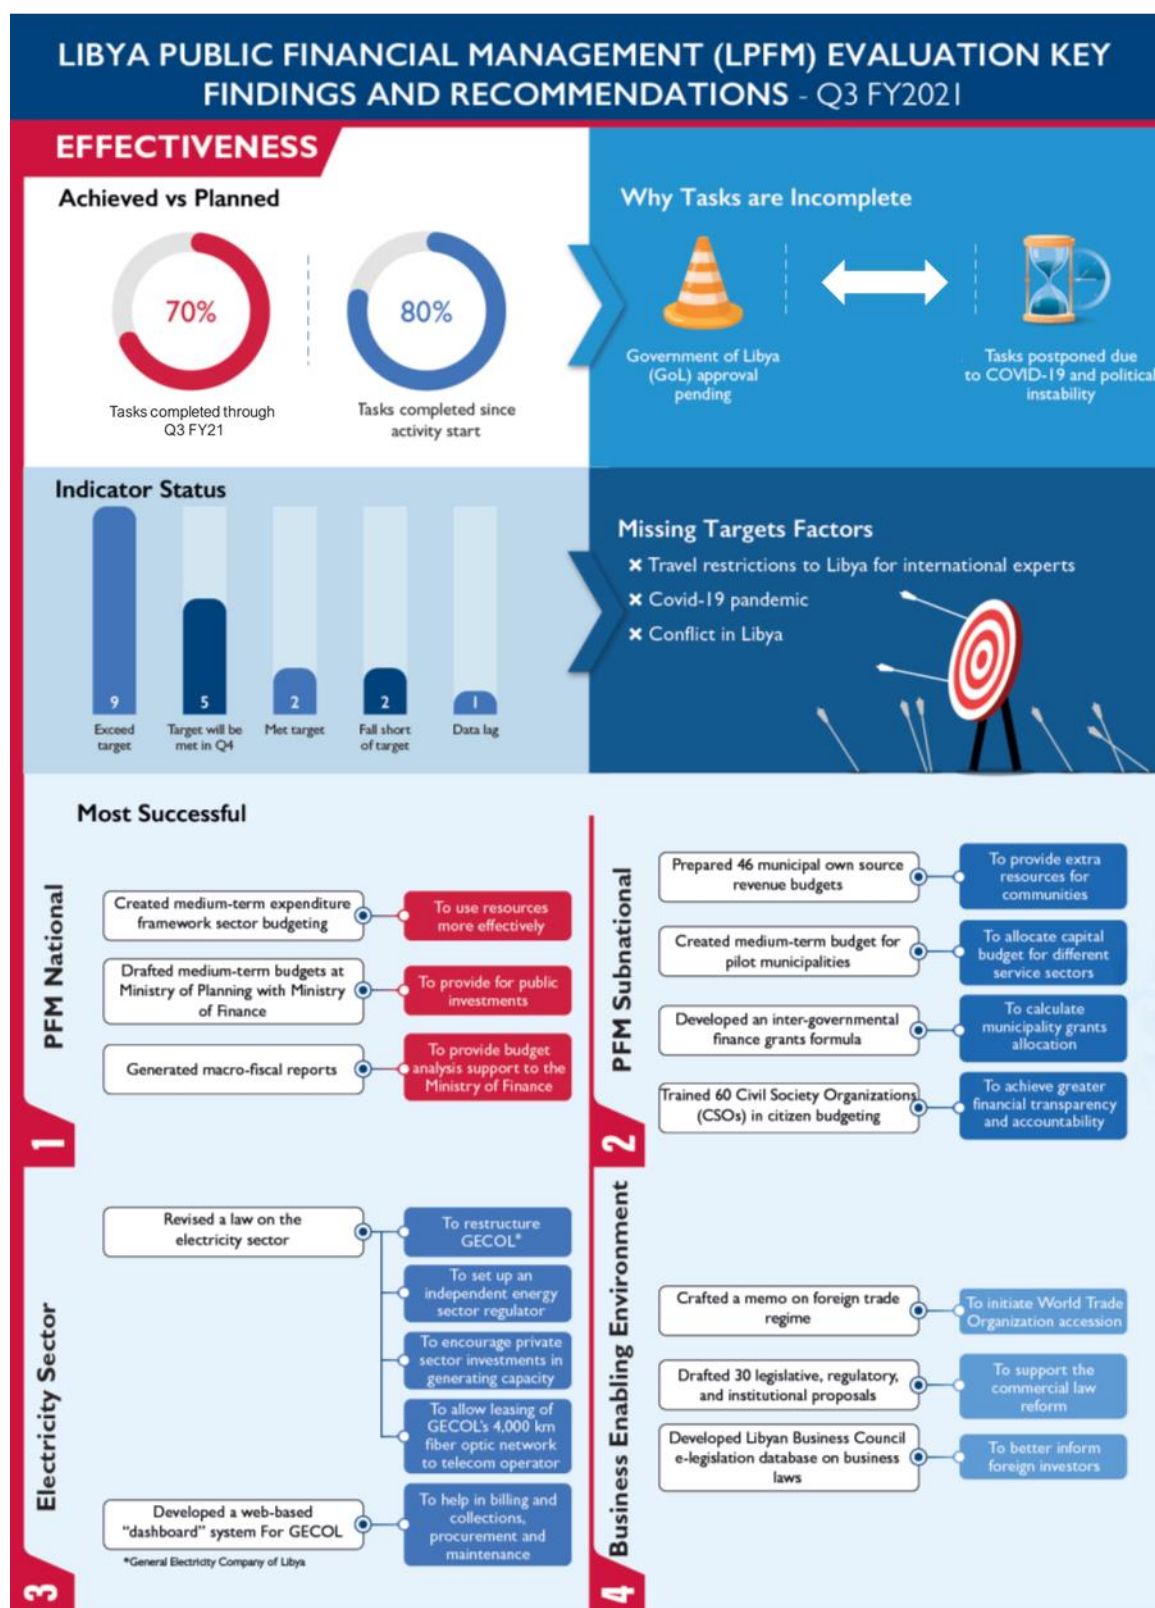 LIBYA PUBLIC FINANCIAL MANAGEMENT (LPFM) EVALUATION KEY
FINDINGS AND RECOMMENDATIONS - Q3 FY2021
EFFECTIVENESS
Achieved vs Planned
70%
Tasks completed through
Q3 FY21
80%
Tasks completed since
activity start
Why Tasks are Incomplete
Government of Libya
(GoL) approval
pending
Tasks postponed due
to COVID-19 and political
instability
Indicator Status
9
Exceed
target
5
Target will be
met in Q4
2
Met target
2
Fall short
of target
1
Data lag
Missing Targets Factors
× Travel restrictions to Libya for international experts
× Covid-19 pandemic
× Conflict in Libya
Most Successful
PFM National
1
Created medium-term expenditure
framework sector budgeting
To use resources
more effectively
Drafted medium-term budgets at
Ministry of Planning with Ministry
of Finance
To provide for public
investments
Generated macro-fiscal reports
To provide budget
analysis support to the
Ministry of Finance
PFM Subnational
2
Prepared 46 municipal own source
revenue budgets
To provide extra
resources for
communities
Created medium-term budget for
pilot municipalities
To allocate capital
budget for different
service sectors
Developed an inter-governmental
finance grants formula
To calculate
municipality grants
allocation
Trained 60 Civil Society Organizations
(CSOs) in citizen budgeting
To achieve greater
financial transparency
and accountability
Electricity Sector
3
Revised a law on the
electricity sector
To restructure
GECOL*
To set up an
independent energy
sector regulator
To encourage private
sector investments in
generating capacity
To allow leasing of
GECOL's 4,000 km
fiber optic network
to telecom operator
Developed a web-based
"dashboard" system For GECOL
To help in billing and
collections,
procurement and
maintenance
*General Electricity Company of Libya
Business Enabling Environment
4
Crafted a memo on foreign trade
regime
To initiate World Trade
Organization accession
Drafted 30 legislative, regulatory,
and institutional proposals
To support the
commercial law
reform
Developed Libyan Business Council
e-legislation database on business
laws
To better inform
foreign investors